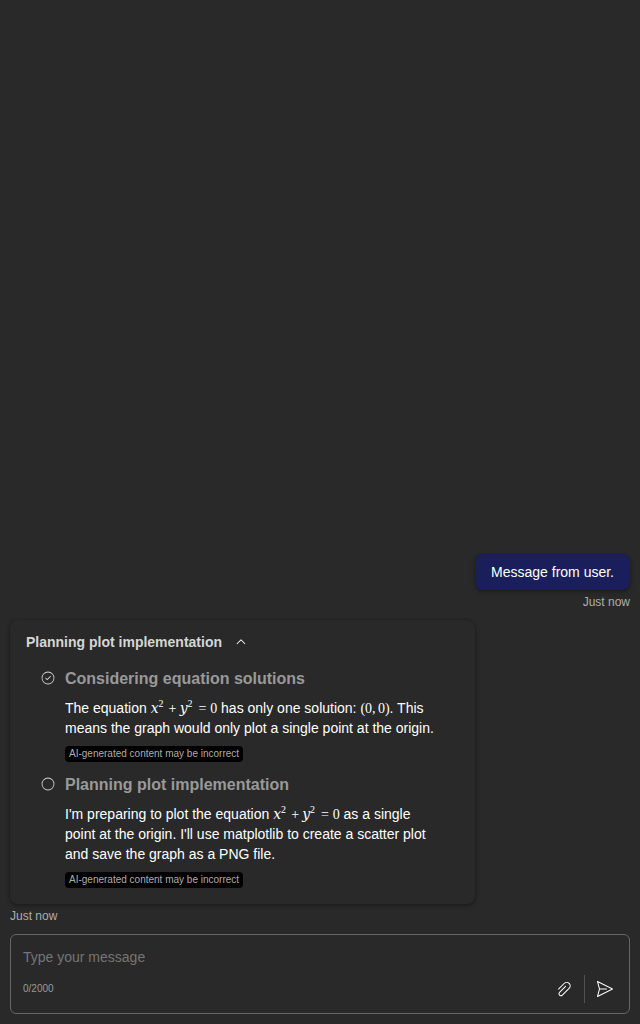 Message from user.
Just now
Planning plot implementation
Considering equation solutions
The equation x² + y² = 0 has only one solution: (0, 0). This
means the graph would only plot a single point at the origin.
AI-generated content may be incorrect
Planning plot implementation
I'm preparing to plot the equation x² + y² = 0 as a single
point at the origin. I'll use matplotlib to create a scatter plot
and save the graph as a PNG file.
AI-generated content may be incorrect
Just now
Type your message
0/2000